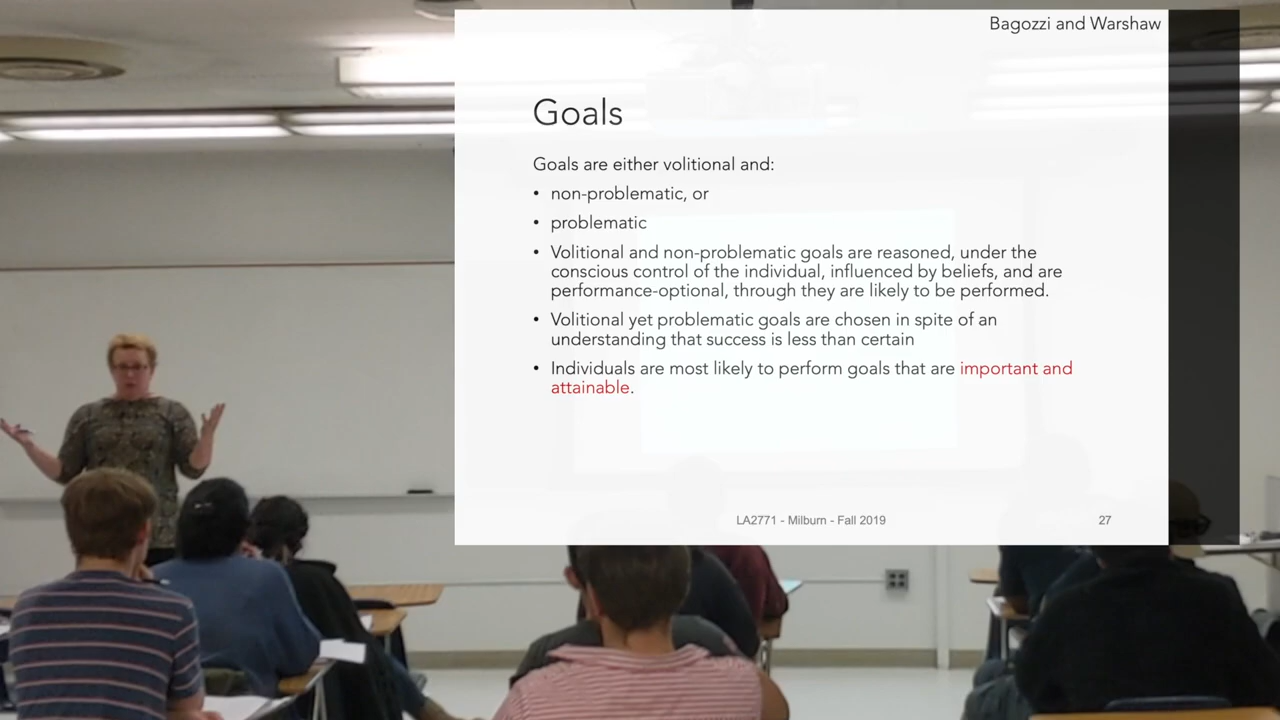 Bagozzi and Warshaw
Goals
Goals are either volitional and:
• non-problematic, or
• problematic
• Volitional and non-problematic goals are reasoned, under the
conscious control of the individual, influenced by beliefs, and are
performance-optional, through they are likely to be performed.
• Volitional yet problematic goals are chosen in spite of an
understanding that success is less than certain
• Individuals are most likely to perform goals that are important and
attainable.
LA2771 - Milburn - Fall 2019
27